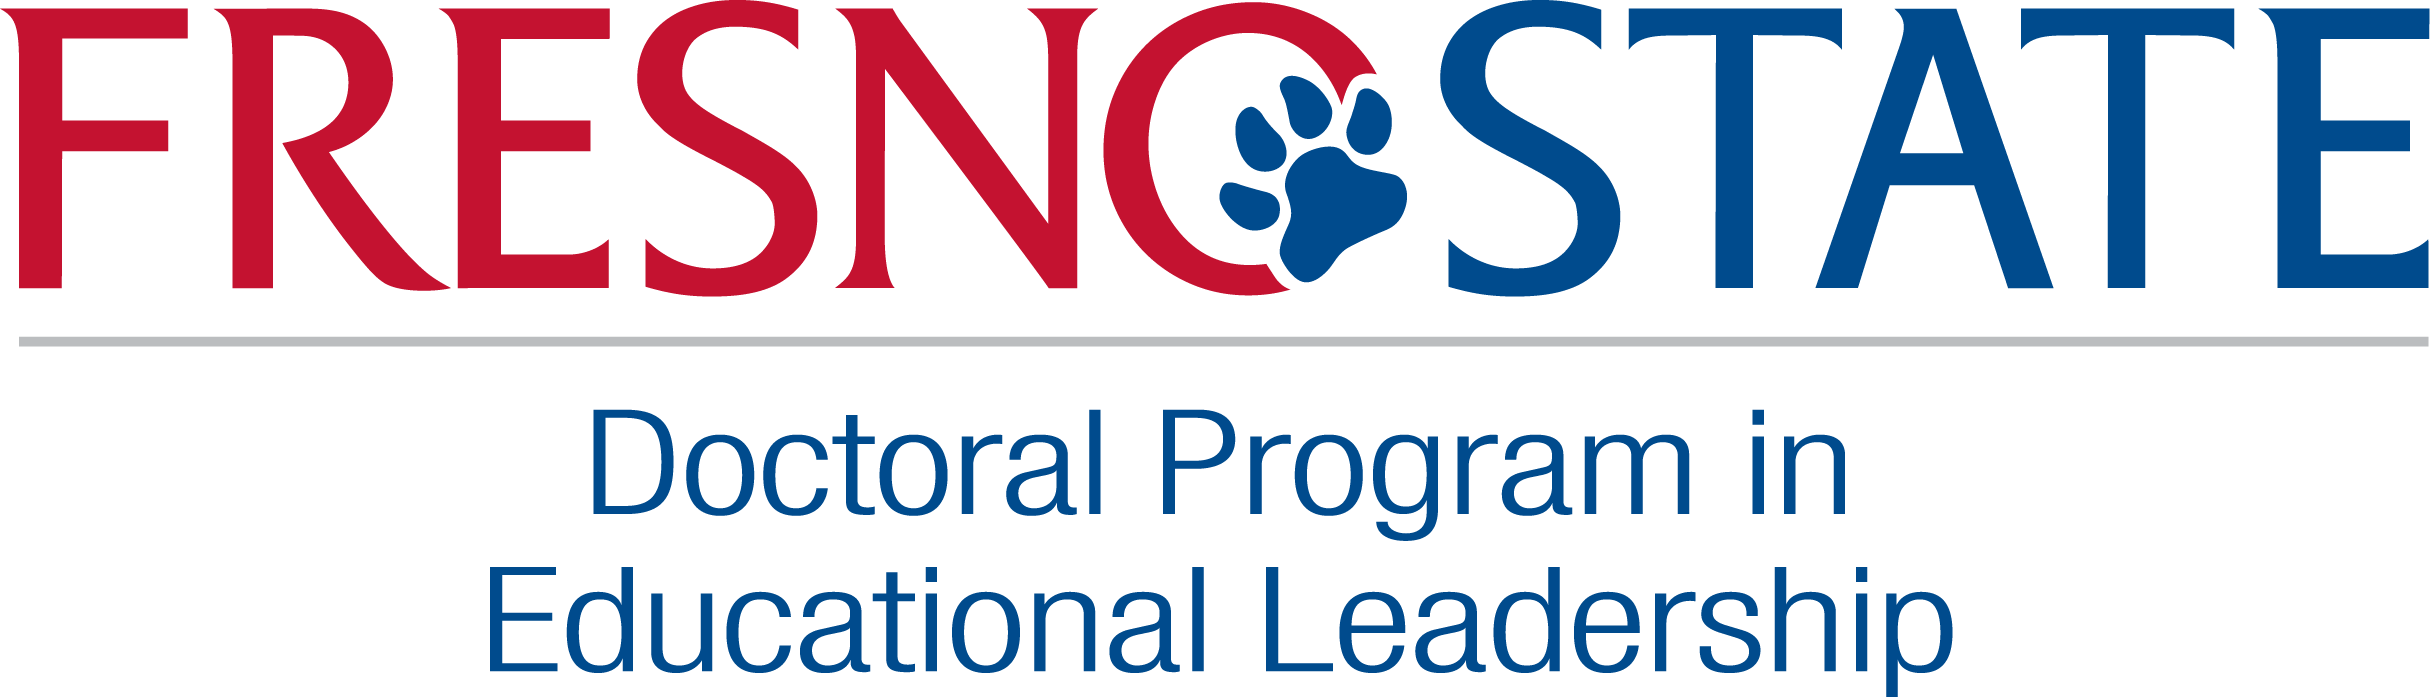 FRESNO STATE
Doctoral Program in
Educational Leadership